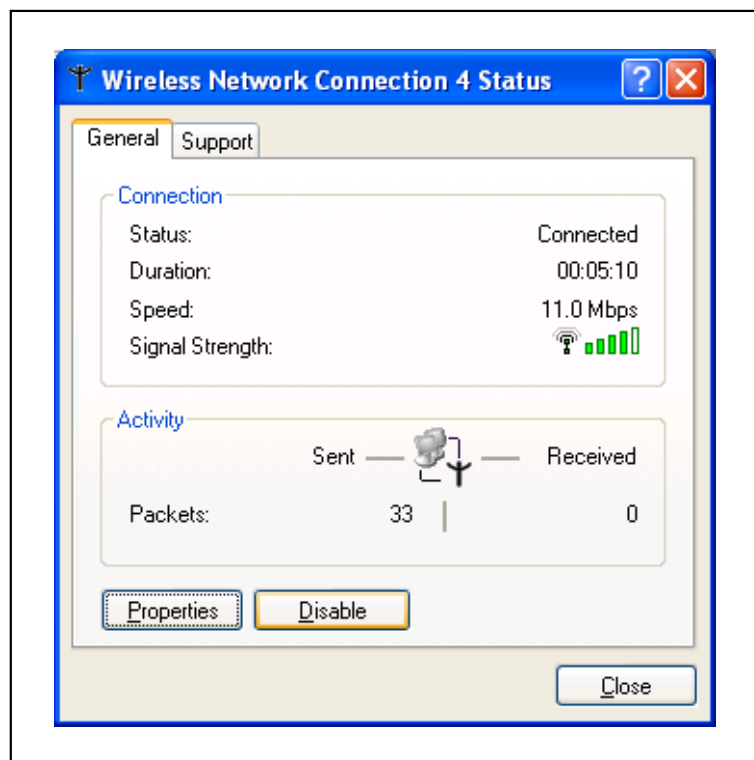 Wireless Network Connection 4 Status
General Support
Connection
Status: Connected
Duration: 00:05:10
Speed: 11.0 Mbps
Signal Strength:
Activity
Sent Received
Packets: 33 0
Properties Disable
Close